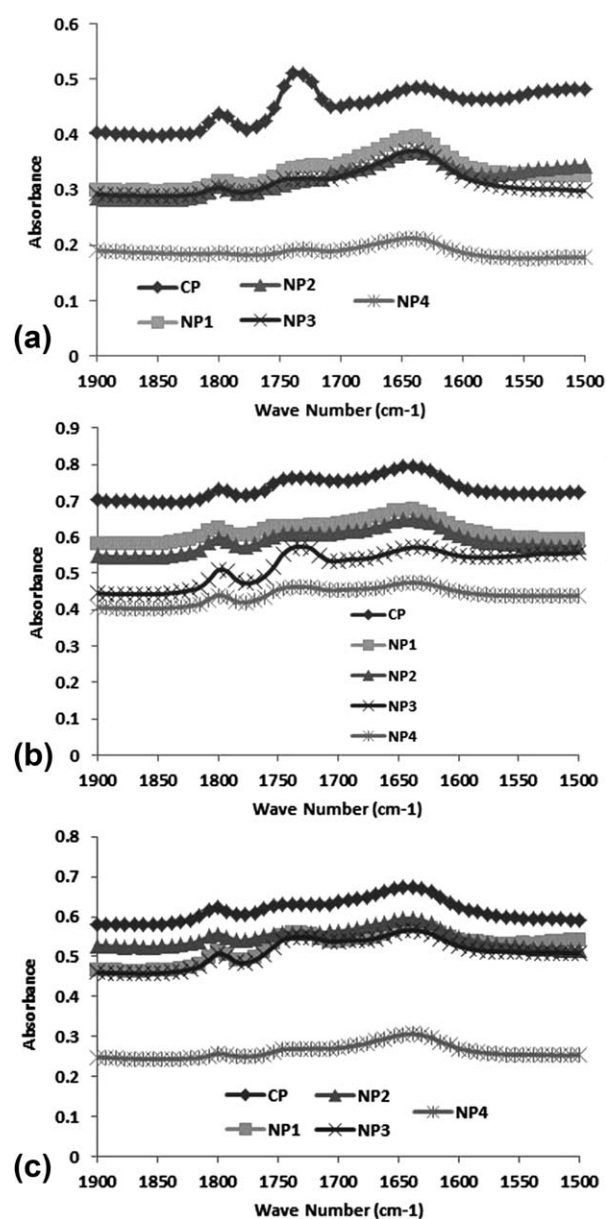 0.6
0.5
0.4
0.3
0.2
0.1
0
Absorbance
CP NP2 NP4
NP1 NP3
1900 1850 1800 1750 1700 1650 1600 1550 1500
Wave Number (cm-1)
(a)
0.9
0.8
0.7
0.6
0.5
0.4
0.3
0.2
0.1
0
Absorbance
CP
NP1
NP2
NP3
NP4
1900 1850 1800 1750 1700 1650 1600 1550 1500
Wave Number (cm-1)
(b)
0.8
0.7
0.6
0.5
0.4
0.3
0.2
0.1
0
Absorbance
CP NP2 NP4
NP1 NP3
1900 1850 1800 1750 1700 1650 1600 1550 1500
Wave Number (cm-1)
(c)